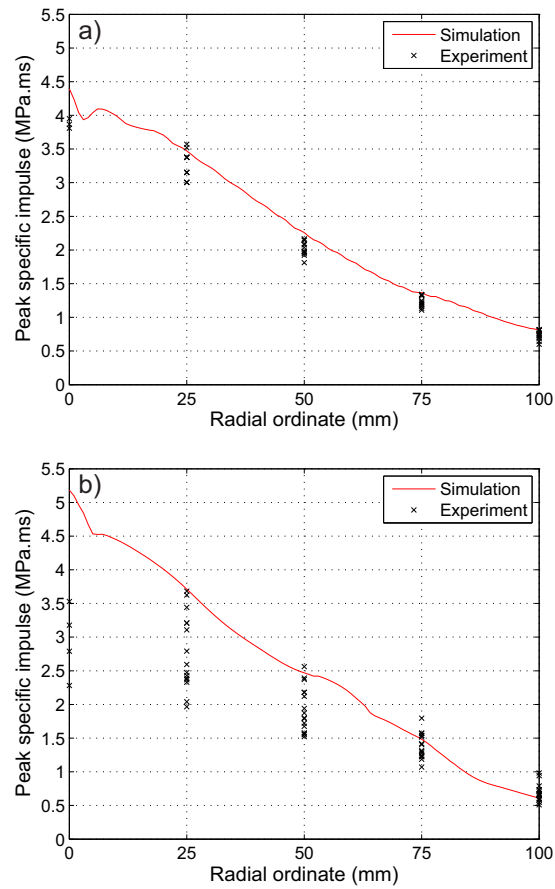 a)
Simulation
Experiment
Peak specific impulse (MPa.ms)
5.5
5
4.5
4
3.5
3
2.5
2
1.5
1
0.5
0
0 25 50 75 100
Radial ordinate (mm)
b)
Simulation
Experiment
Peak specific impulse (MPa.ms)
5.5
5
4.5
4
3.5
3
2.5
2
1.5
1
0.5
0
0 25 50 75 100
Radial ordinate (mm)